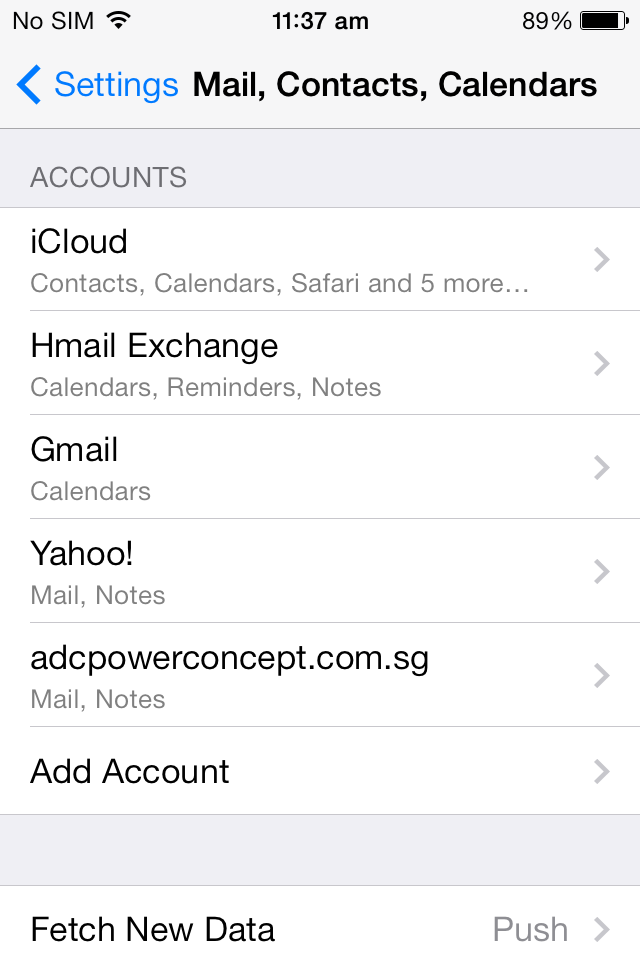 No SIM 11:37 am 89%
Settings Mail, Contacts, Calendars
ACCOUNTS
iCloud
Contacts, Calendars, Safari and 5 more...
Hmail Exchange
Calendars, Reminders, Notes
Gmail
Calendars
Yahoo!
Mail, Notes
adcpowerconcept.com.sg
Mail, Notes
Add Account
Fetch New Data Push